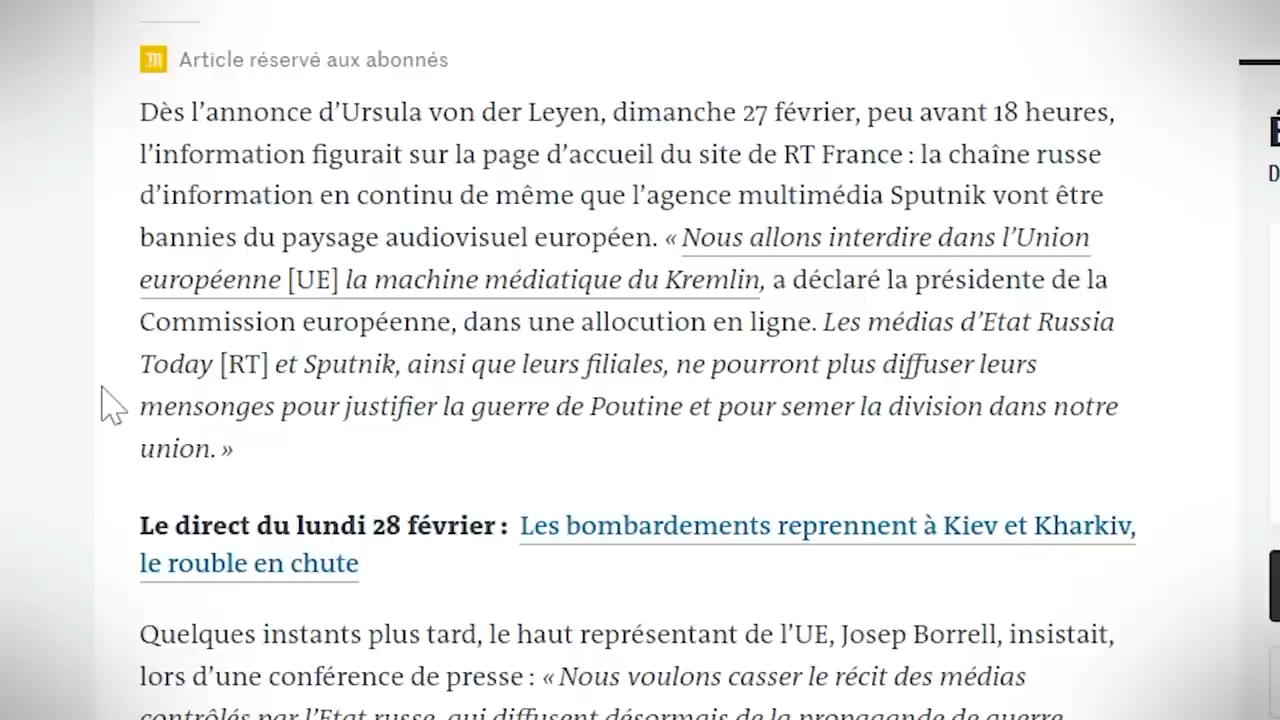 Article réservé aux abonnés
Dès l’annonce d’Ursula von der Leyen, dimanche 27 février, peu avant 18 heures,
l’information figurait sur la page d’accueil du site de RT France : la chaîne russe
d’information en continu de même que l’agence multimédia Sputnik vont être
bannies du paysage audiovisuel européen. « Nous allons interdire dans l’Union
européenne [UE] la machine médiatique du Kremlin, a déclaré la présidente de la
Commission européenne, dans une allocution en ligne. Les médias d’Etat Russia
Today [RT] et Sputnik, ainsi que leurs filiales, ne pourront plus diffuser leurs
mensonges pour justifier la guerre de Poutine et pour semer la division dans notre
union. »
Le direct du lundi 28 février : Les bombardements reprennent à Kiev et Kharkiv,
le rouble en chute
Quelques instants plus tard, le haut représentant de l’UE, Josep Borrell, insistait,
lors d’une conférence de presse : « Nous voulons casser le récit des médias
contrôlés par l’Etat russe, qui diffusent désormais de la propagande de guerre